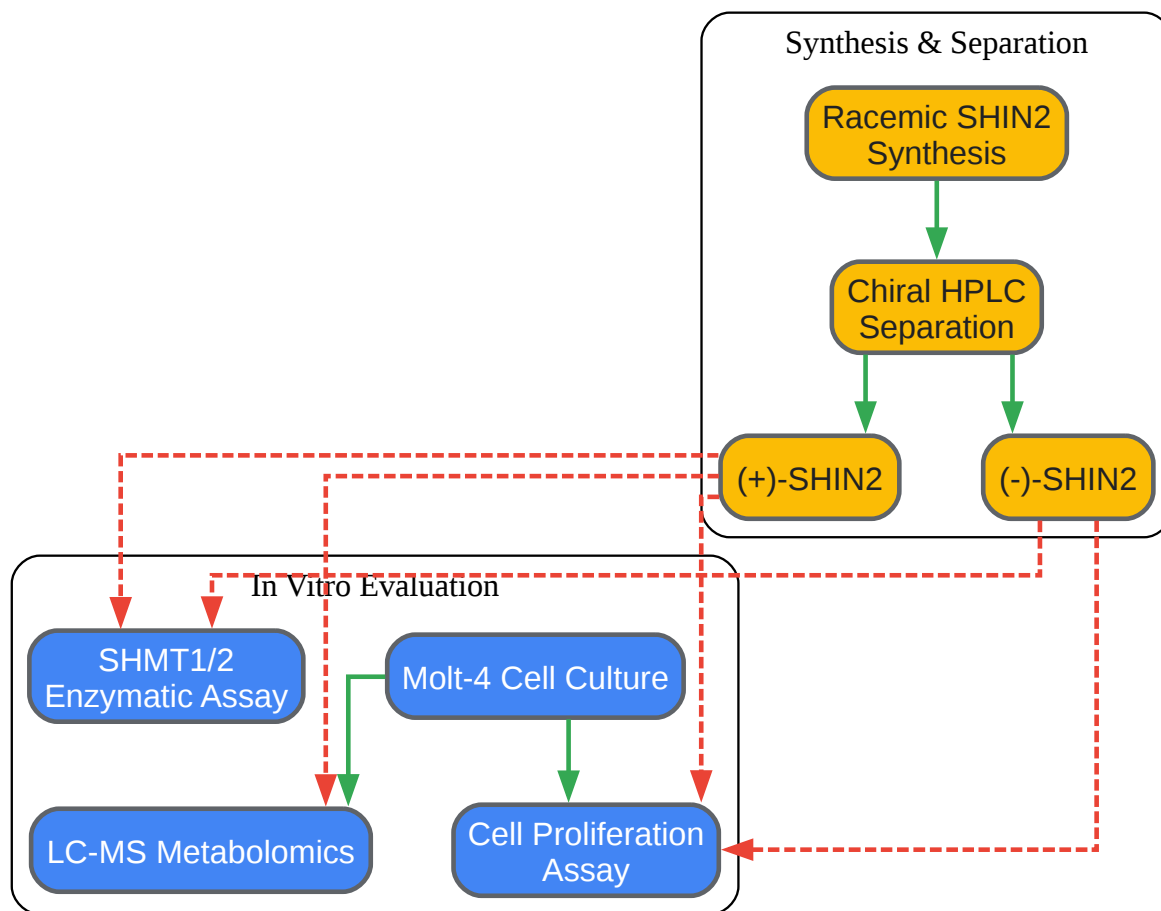 Synthesis & Separation
Racemic SHIN2
Synthesis
Chiral HPLC
Separation
(+)-SHIN2
(-)-SHIN2
In Vitro Evaluation
SHMT1/2
Enzymatic Assay
Molt-4 Cell Culture
LC-MS Metabolomics
Cell Proliferation
Assay